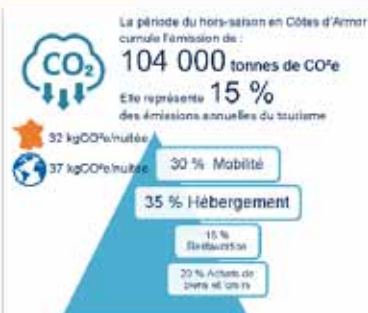 La période du hors-saison en Côtes d'Armor
cumule l'émission de :
CO₂
104 000 tonnes de CO²e
Elle représente 15 %
des émissions annuelles du tourisme
32 kgCO²e/nuitée
37 kgCO²e/nuitée
30 % Mobilité
35 % Hébergement
15 %
Restauration
20 % Achats de
biens et